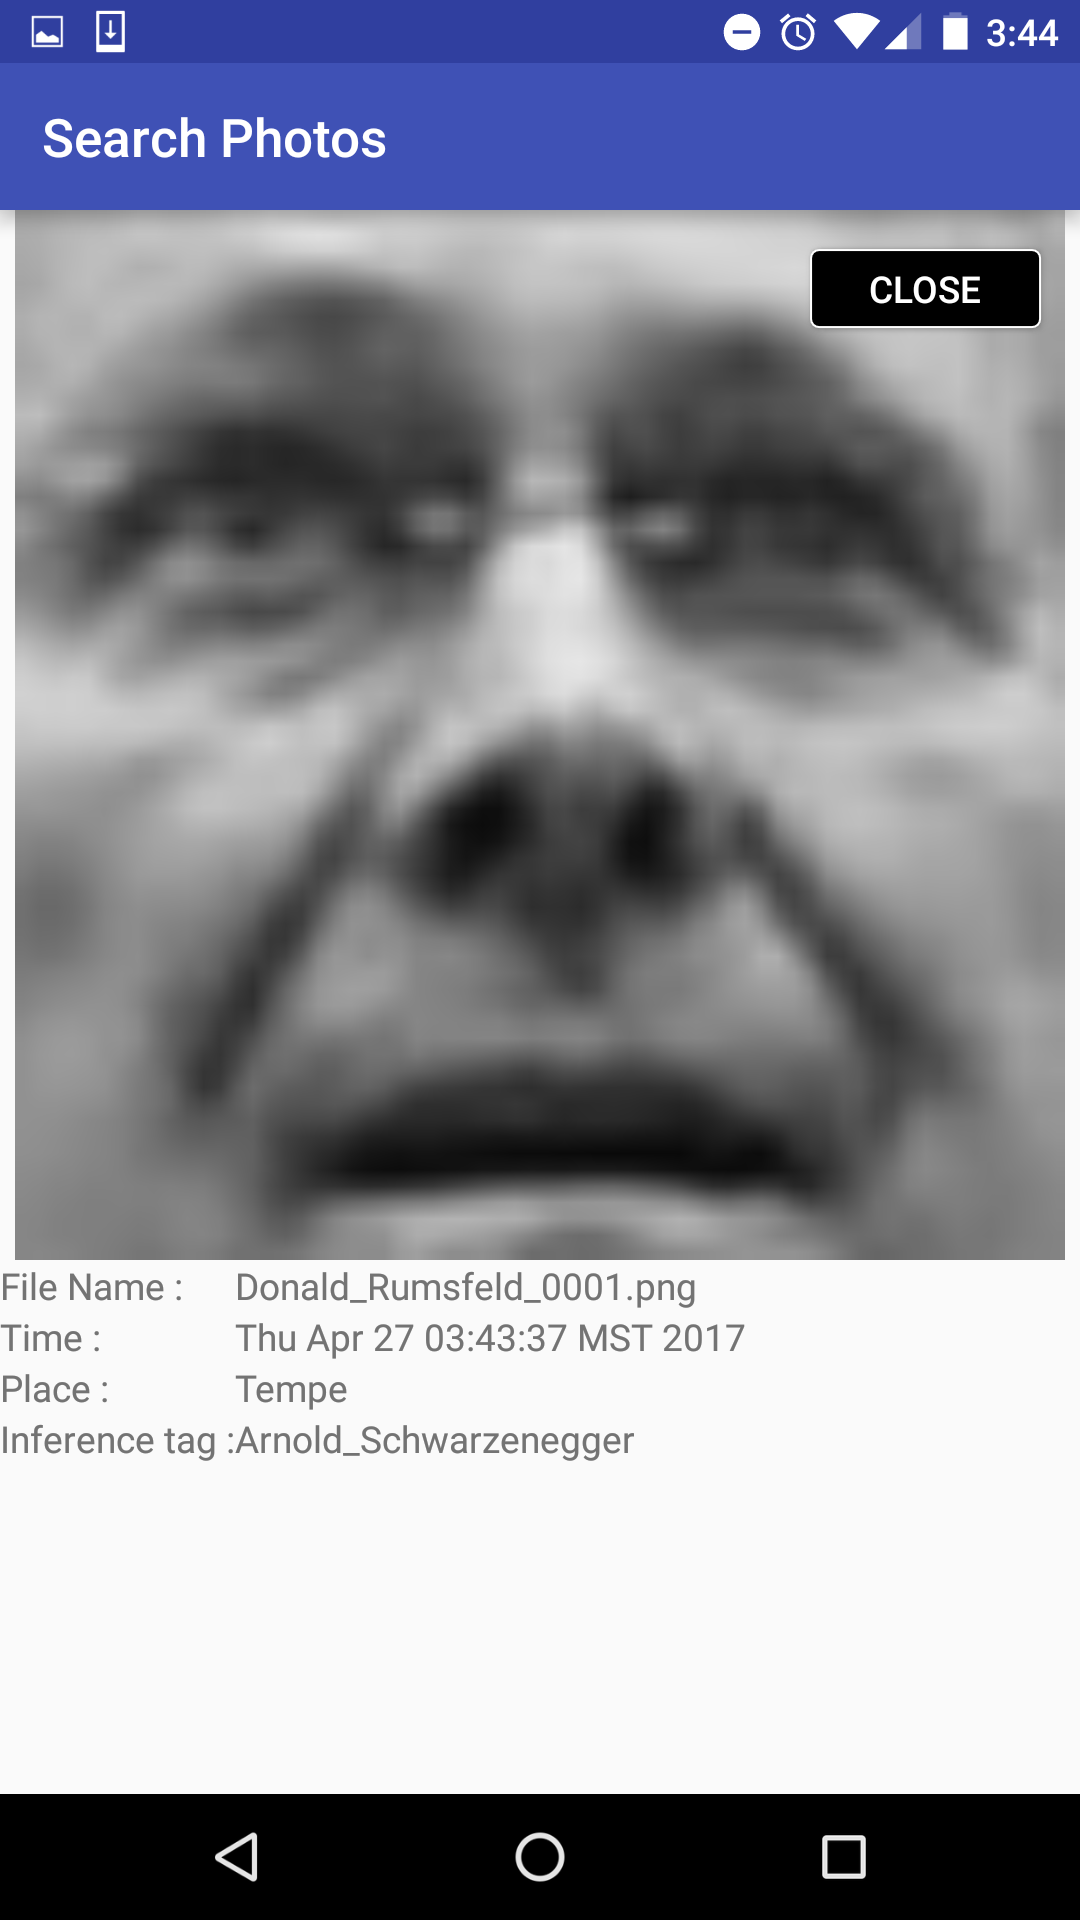 3:44
Search Photos
CLOSE
File Name : Donald_Rumsfeld_0001.png
Time : Thu Apr 27 03:43:37 MST 2017
Place : Tempe
Inference tag :Arnold_Schwarzenegger